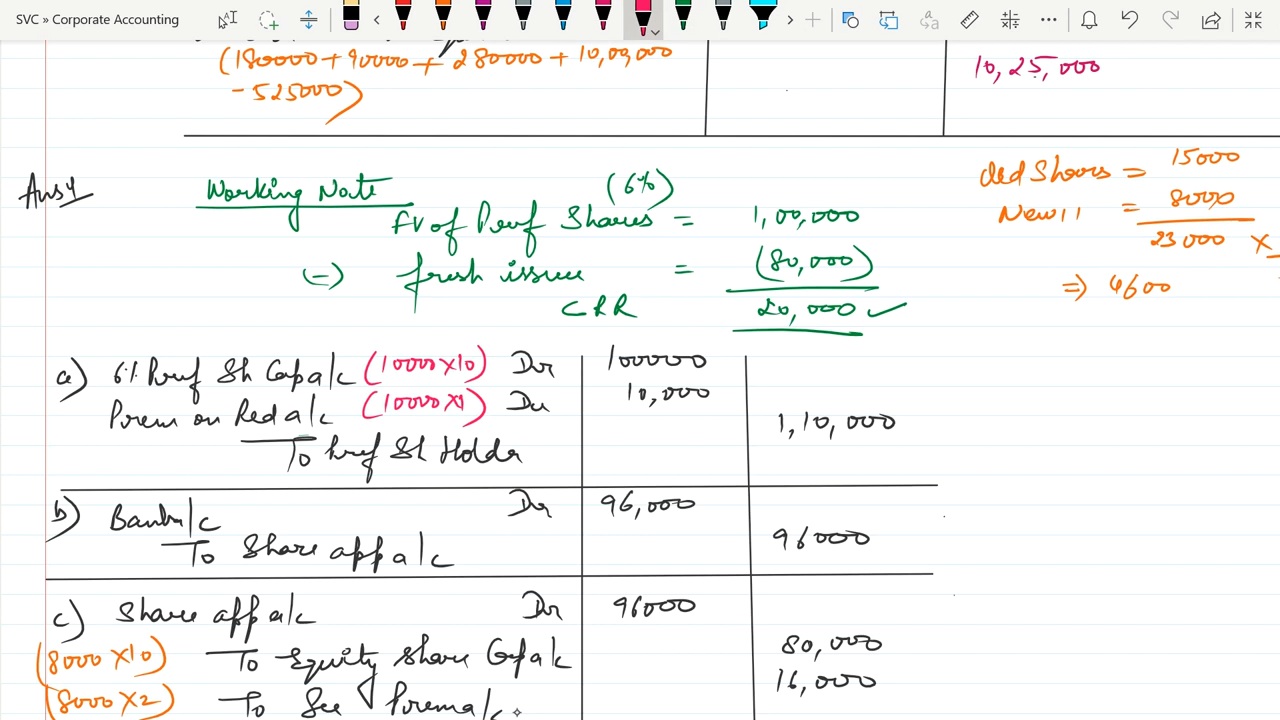 SVC » Corporate Accounting
(180000 + 90000 + 280000 + 10,00,000
- 525000)
10,25,000
Ans 4
Working Note
(6%)
FV of Pref Shares = 1,00,000
(-) fresh issue = (80,000)
CRR 20,000 ✓
Old Shares = 15000
New 11 = 8000
23000 X
⇒ 4600
a) 6% Pref Sh Cap a/c (10000 X 10) Dr 100000
Prem on Red a/c (10000 X 1) Dr 10,000
To Pref Sh Holder 1,10,000
b) Bank a/c Dr 96,000
To Share app a/c 96000
c) Share app a/c Dr 96000
(8000 X 10) To Equity Share Cap a/c 80,000
(8000 X 2) To Sec Prem a/c 16,000